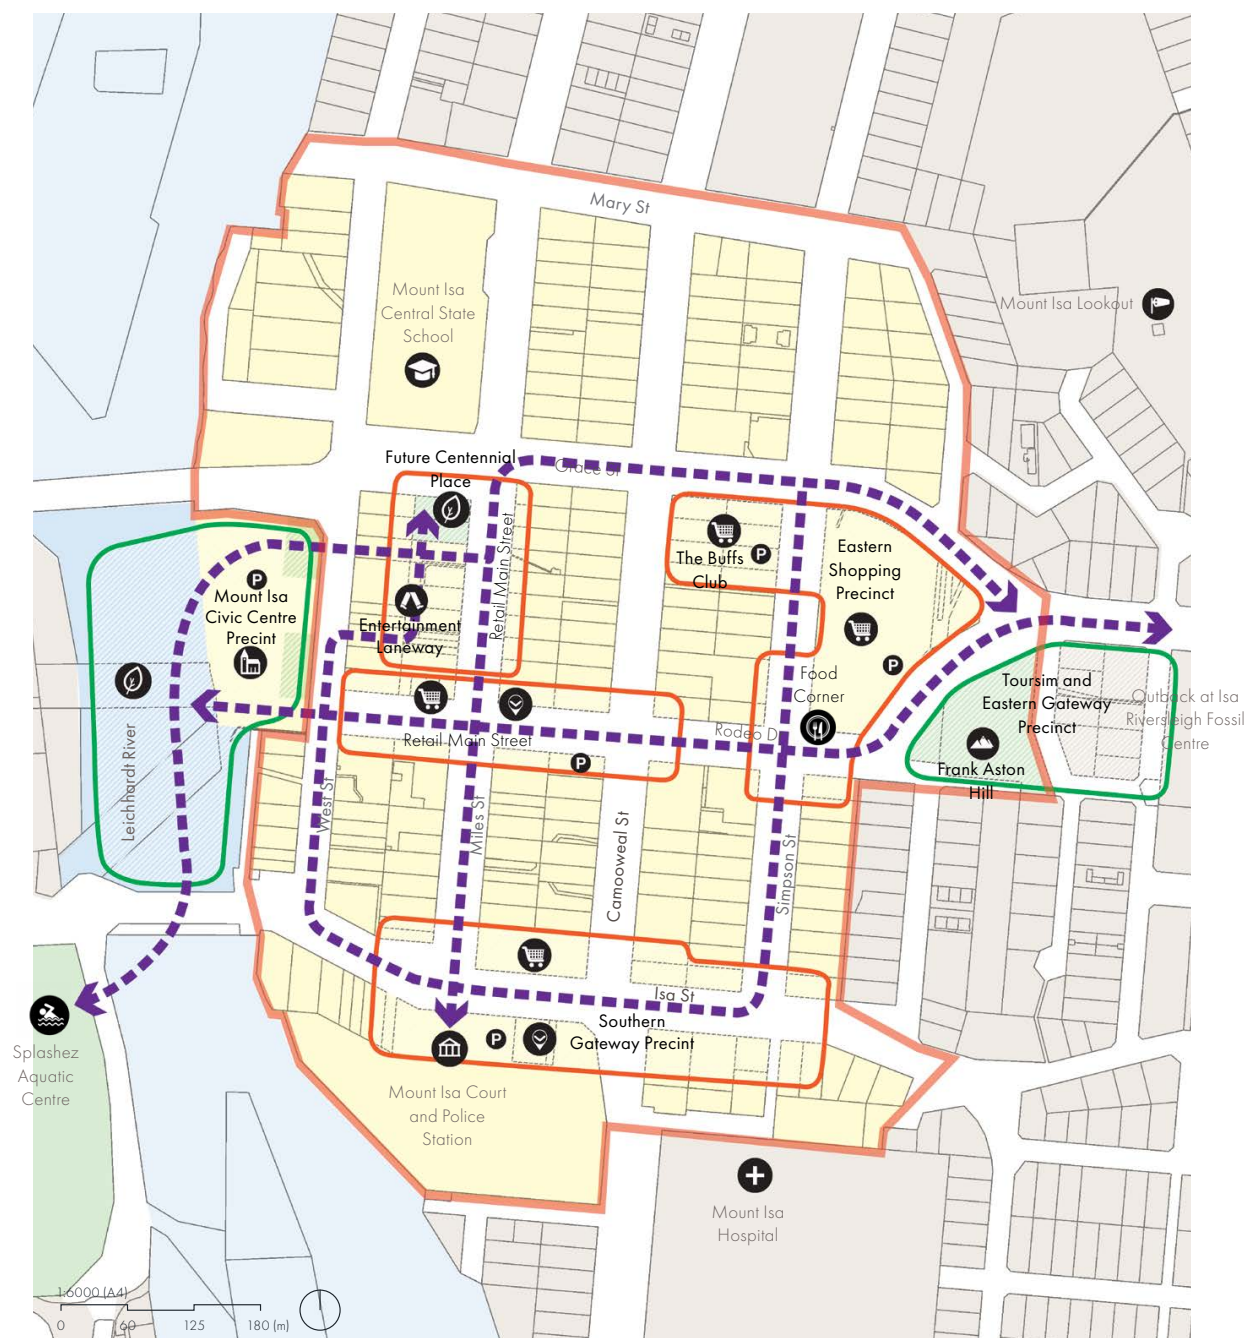 Mary St
Mount Isa Lookout
Mount Isa
Central State
School
Future Centennial
Place
Grace St
Retail Main Street
The Buffs
Club
P
Eastern
Shopping
Precinct
P
Mount Isa
Civic Centre
Precint
Entertainment
Laneway
P
Food
Corner
Toursim and
Eastern Gateway
Precinct
Outback at Isa
Riversleigh Fossil
Centre
Frank Aston
Hill
Retail Main Street
Rodeo D
P
Leichhardt River
West St
Miles St
Camooweal St
Simpson St
Isa St
Southern
Gateway Precint
P
Splashez
Aquatic
Centre
Mount Isa Court
and Police
Station
Mount Isa
Hospital
1:6000 (A4)
0 60 125 180 (m)